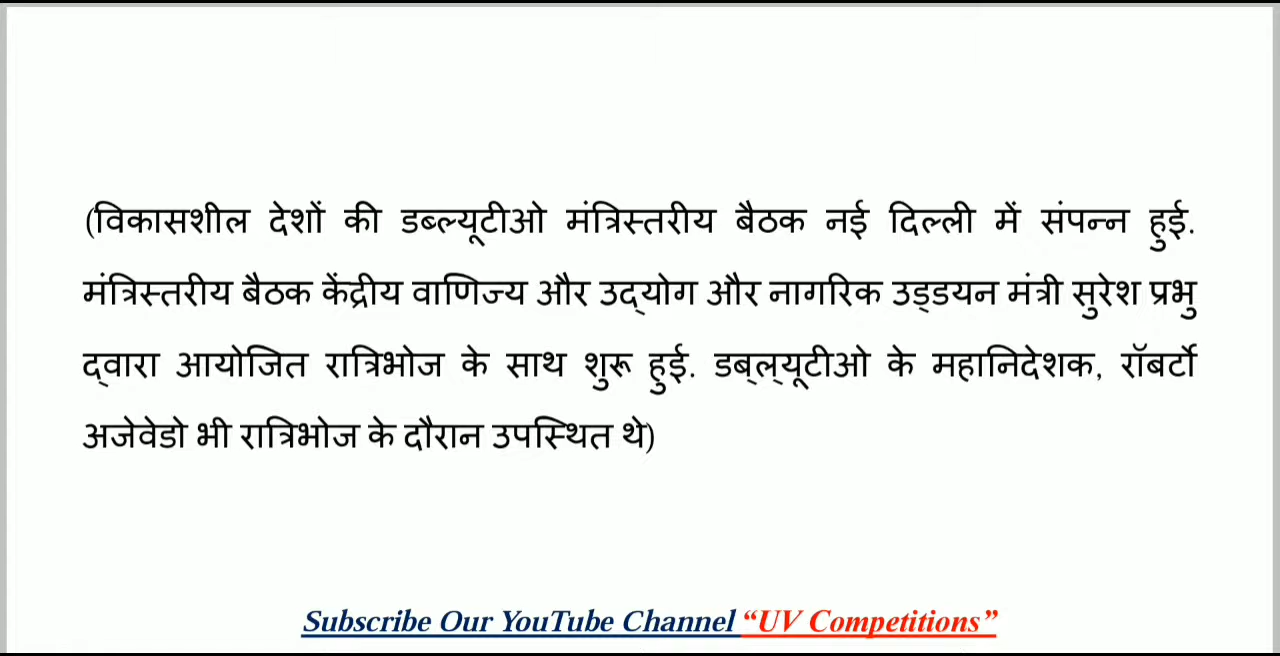 (विकासशील देशों की डब्ल्यूटीओ मंत्रिस्तरीय बैठक नई दिल्ली में संपन्न हुई.
मंत्रिस्तरीय बैठक केंद्रीय वाणिज्य और उद्योग और नागरिक उड्डयन मंत्री सुरेश प्रभु
द्वारा आयोजित रात्रिभोज के साथ शुरू हुई. डब्ल्यूटीओ के महानिदेशक, रॉबर्टो
अजेवेडो भी रात्रिभोज के दौरान उपस्थित थे)
Subscribe Our YouTube Channel “UV Competitions”